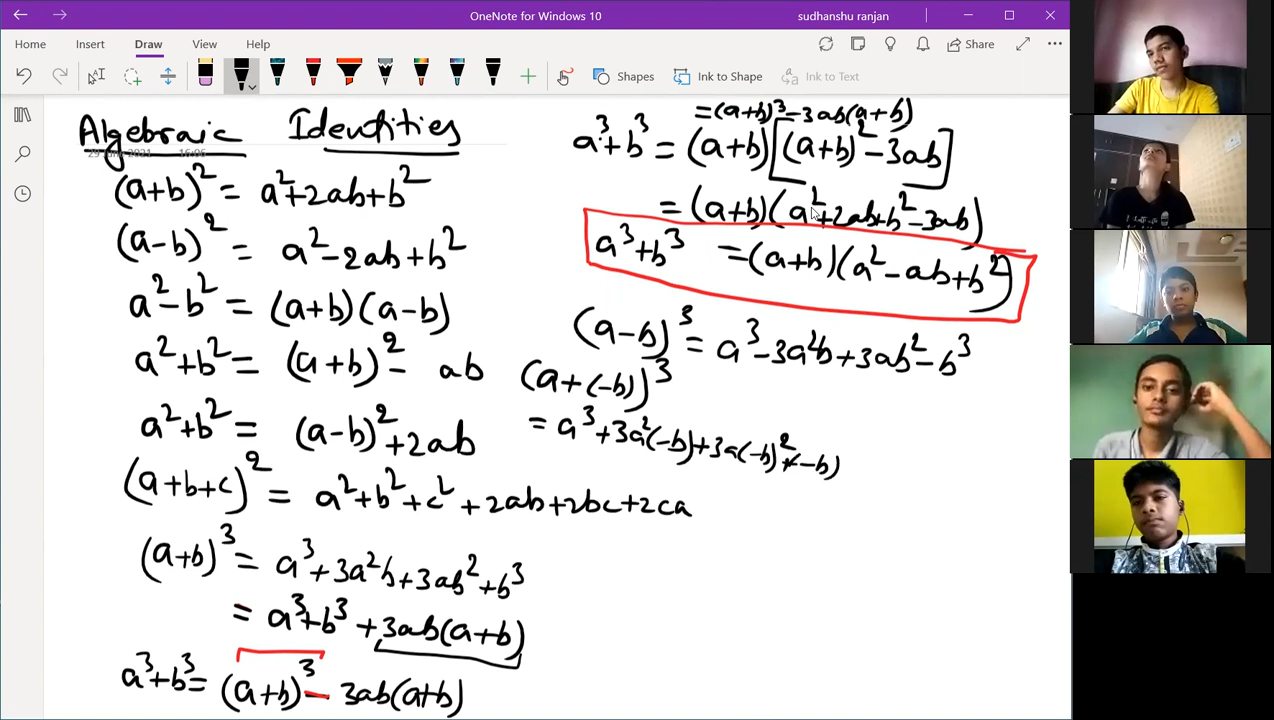 OneNote for Windows 10
sudhanshu ranjan
Home Insert Draw View Help
Share
Shapes Ink to Shape Ink to Text
Algebraic Identities
16:06
(a+b)² = a²+2ab+b²
(a-b)² = a²-2ab+b²
a²-b² = (a+b)(a-b)
a²+b² = (a+b)² - ab
a²+b² = (a-b)²+2ab
(a+b+c)² = a²+b²+c²+2ab+2bc+2ca
(a+b)³ = a³+3a²b+3ab²+b³
= a³+b³+3ab(a+b)
a³+b³ = (a+b)³ - 3ab(a+b)
=(a+b)³-3ab(a+b)
a³+b³ = (a+b)[(a+b)²-3ab]
= (a+b)(a²+2ab+b²-3ab)
a³+b³ =(a+b)(a²-ab+b²)
(a-b)³ = a³-3a²b+3ab²-b³
(a+(-b))³
= a³+3a²(-b)+3a(-b)²+-b)